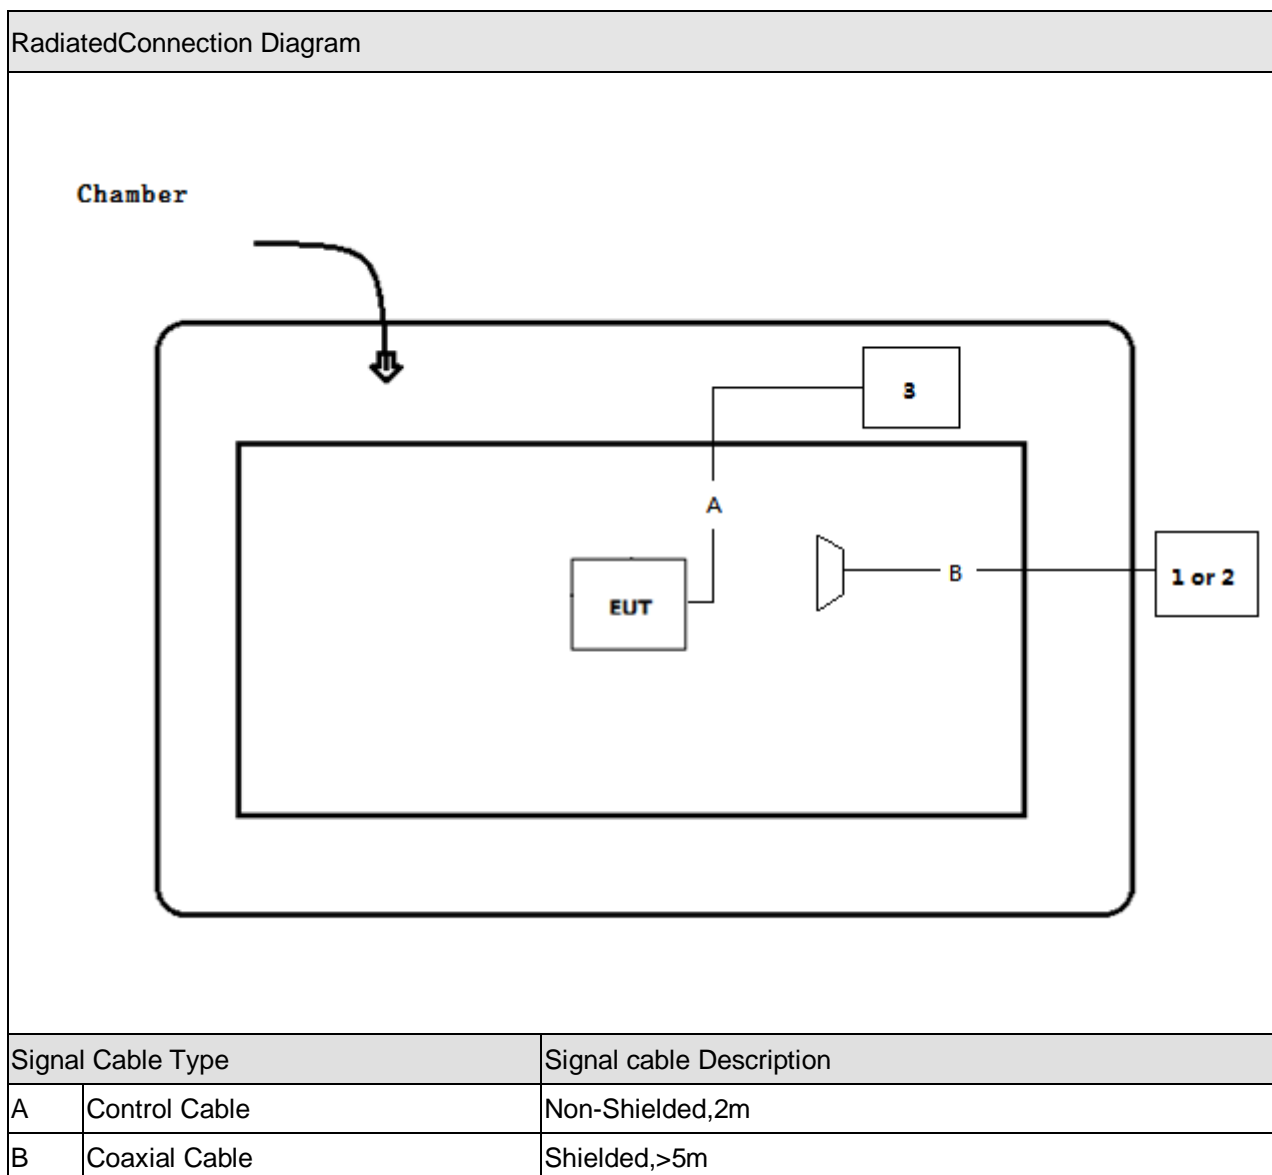 RadiatedConnection Diagram
Chamber
3
A
B
1 or 2
EUT
Signal Cable Type Signal cable Description
A Control Cable Non-Shielded,2m
B Coaxial Cable Shielded,>5m